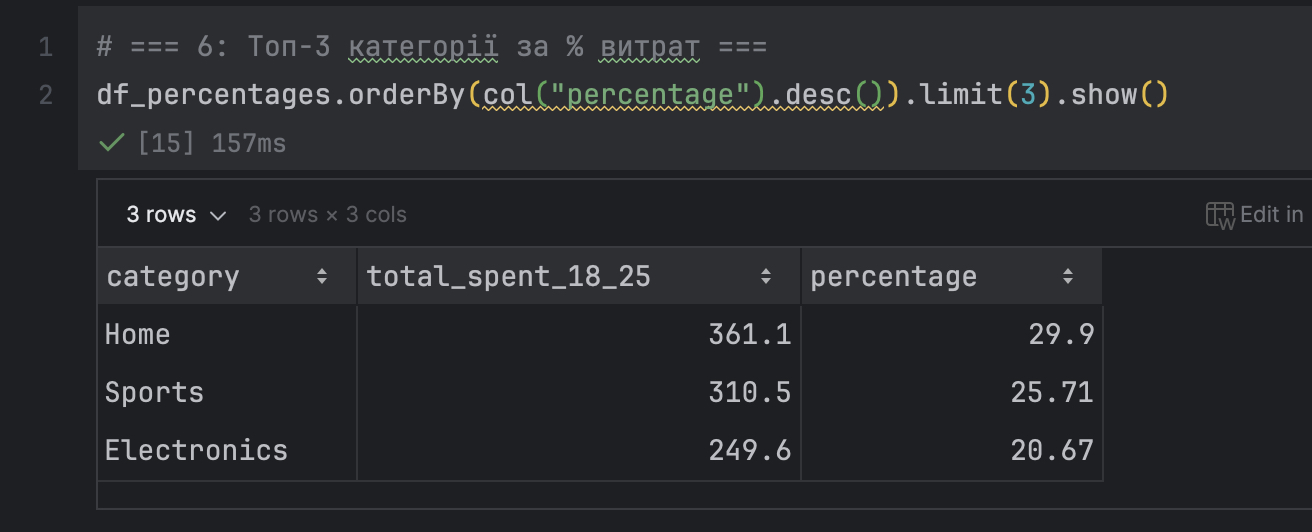 1 # === 6: Топ-3 категорії за % витрат ===
2 df_percentages.orderBy(col("percentage").desc()).limit(3).show()
[15] 157ms
3 rows 3 rows × 3 cols Edit in
category total_spent_18_25 percentage
Home 361.1 29.9
Sports 310.5 25.71
Electronics 249.6 20.67